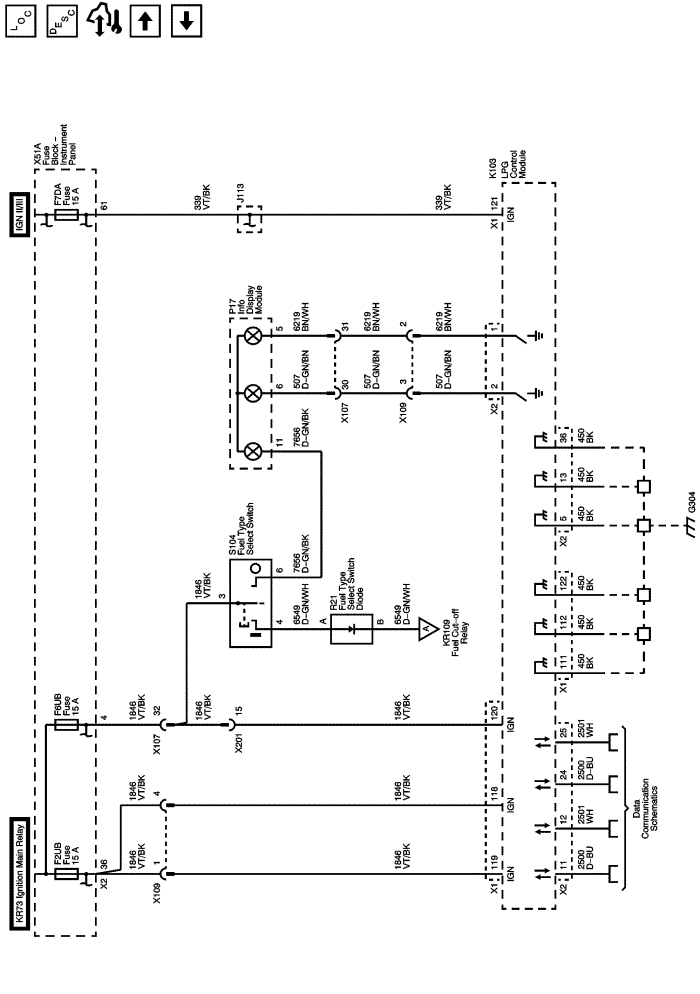 LOC
DESC
KR73 Ignition Main Relay
IGN II/III
X51A
Fuse
Block –
Instrument
Panel
F2UB
Fuse
15 A
F6UB
Fuse
15 A
F7DA
Fuse
15 A
X2
36
4
61
1846
VT/BK
1846
VT/BK
1846
VT/BK
339
VT/BK
X109
1
4
X107
32
1846
VT/BK
1846
VT/BK
J113
X201
15
3
S104
Fuel Type
Select Switch
4
6
6549
D-GN/WH
7656
D-GN/BK
P17
Info
Display
Module
11
6
5
7656
D-GN/BK
507
D-GN/BN
6219
BN/WH
A
R21
Fuel Type
Select Switch
Diode
B
X107
30
31
507
D-GN/BN
6219
BN/WH
6549
D-GN/WH
A
KR109
Fuel Cut-off
Relay
X109
3
2
1846
VT/BK
1846
VT/BK
1846
VT/BK
507
D-GN/BN
6219
BN/WH
339
VT/BK
X1
119
118
120
X2
2
1
X1
121
K103
LPG
Control
Module
IGN
IGN
IGN
IGN
X2
11
12
24
25
X1
111
112
122
X2
5
13
36
2500
D-BU
2501
WH
2500
D-BU
2501
WH
450
BK
450
BK
450
BK
450
BK
450
BK
450
BK
Data
Communication
Schematics
G304